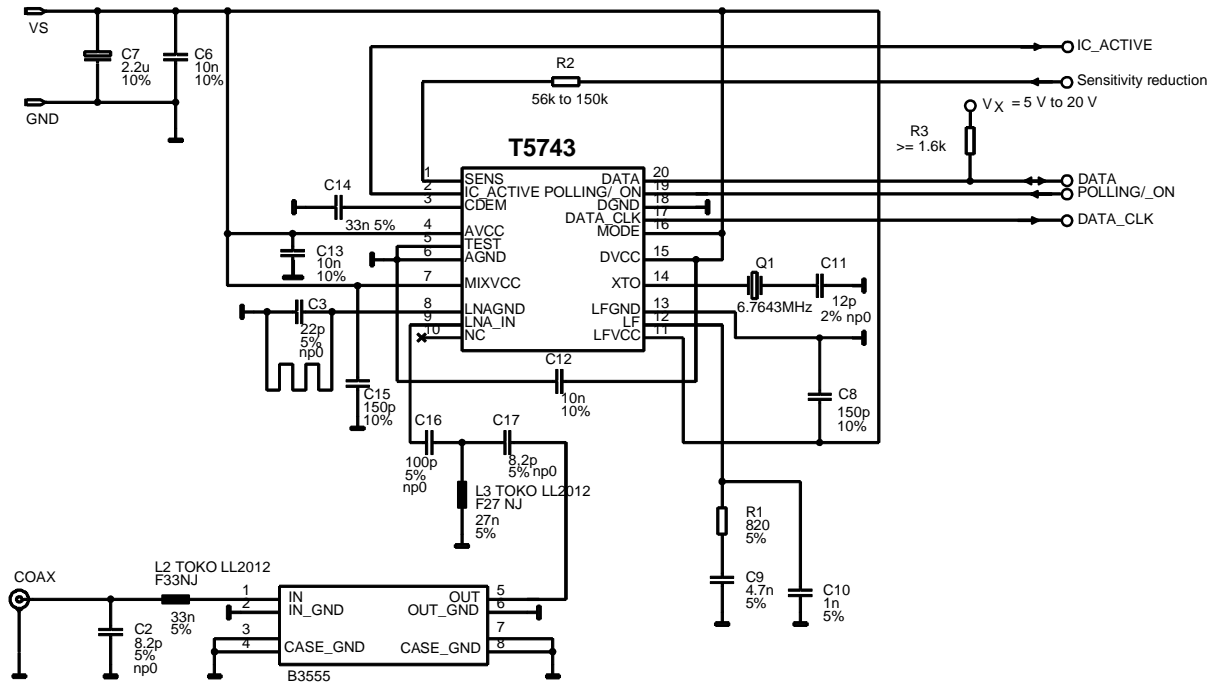 VS
C7
2.2u
10%
C6
10n
10%
GND
IC_ACTIVE
R2
56k to 150k
Sensitivity reduction
VX = 5 V to 20 V
R3
>= 1.6k
T5743
1 SENS
2 IC_ACTIVE
3 CDEM
4 AVCC
5 TEST
6 AGND
7 MIXVCC
8 LNAGND
9 LNA_IN
10 NC
DATA 20
POLLING/_ON 19
DGND 18
DATA_CLK 17
MODE 16
DVCC 15
XTO 14
LFGND 13
LF 12
LFVCC 11
DATA
POLLING/_ON
DATA_CLK
C14
33n 5%
C13
10n
10%
Q1
6.7643MHz
C11
12p
2% np0
C3
22p
5%
np0
C15
150p
10%
C12
10n
10%
C8
150p
10%
C16
100p
5%
np0
C17
8.2p
5% np0
L3 TOKO LL2012
F27 NJ
27n
5%
R1
820
5%
C9
4.7n
5%
C10
1n
5%
COAX
L2 TOKO LL2012
F33NJ
33n
5%
C2
8.2p
5%
np0
1 IN
2 IN_GND
3
4 CASE_GND
OUT 5
OUT_GND 6
7
CASE_GND 8
B3555